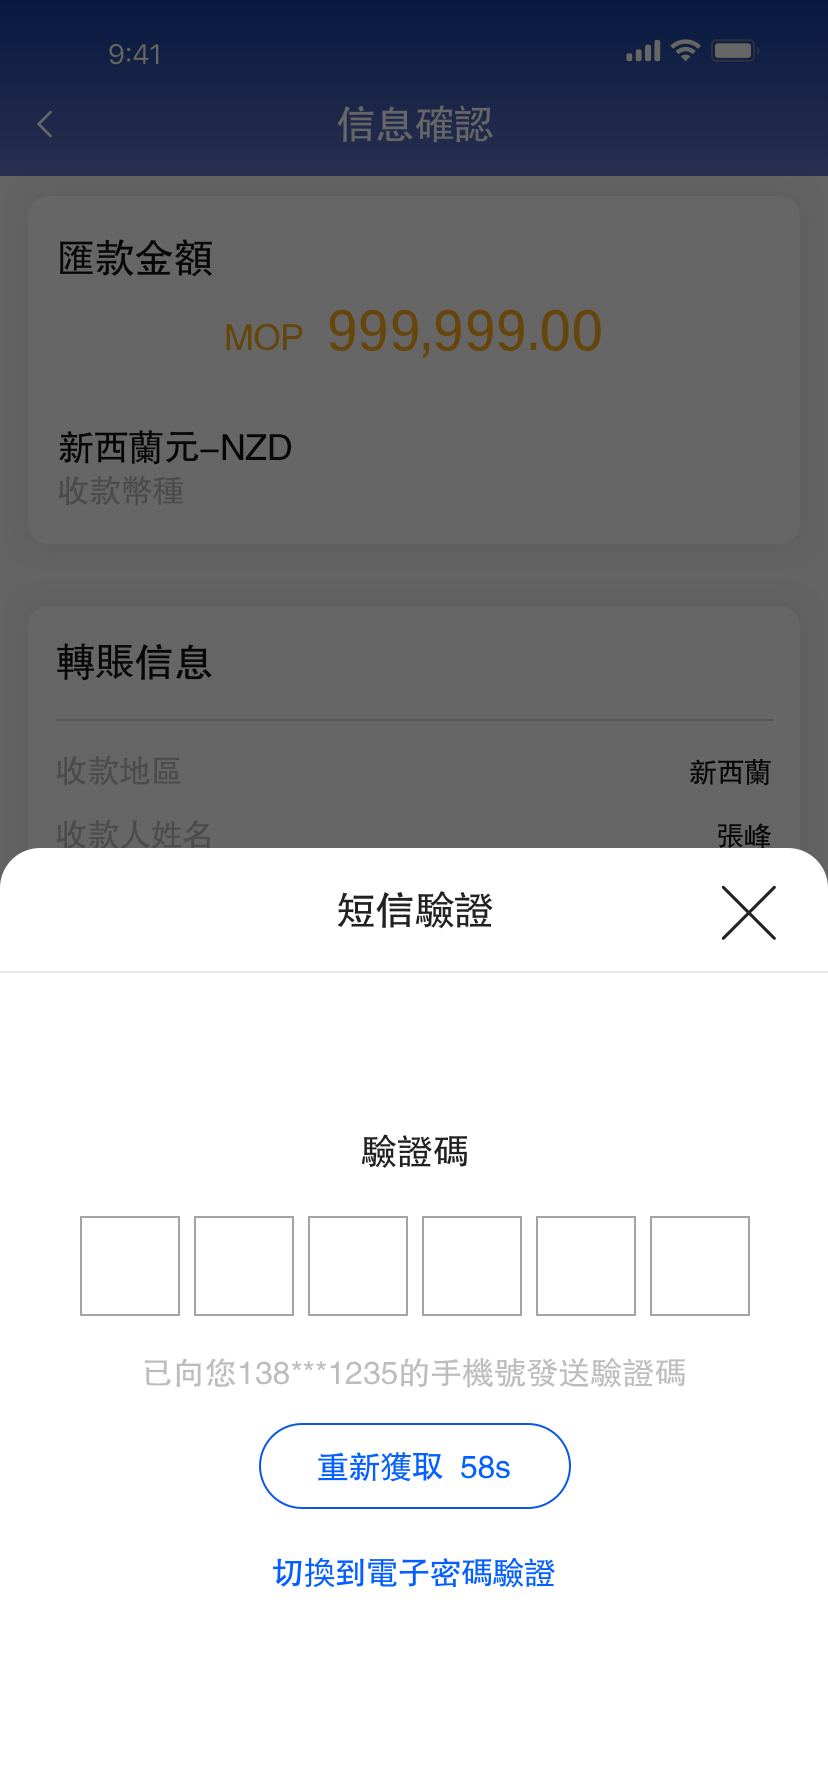 9:41
信息確認
匯款金額
MOP 999,999.00
新西蘭元-NZD
收款幣種
轉賬信息
收款地區 新西蘭
收款人姓名 張峰
短信驗證
驗證碼
已向您138***1235的手機號發送驗證碼
重新獲取 58s
切換到電子密碼驗證